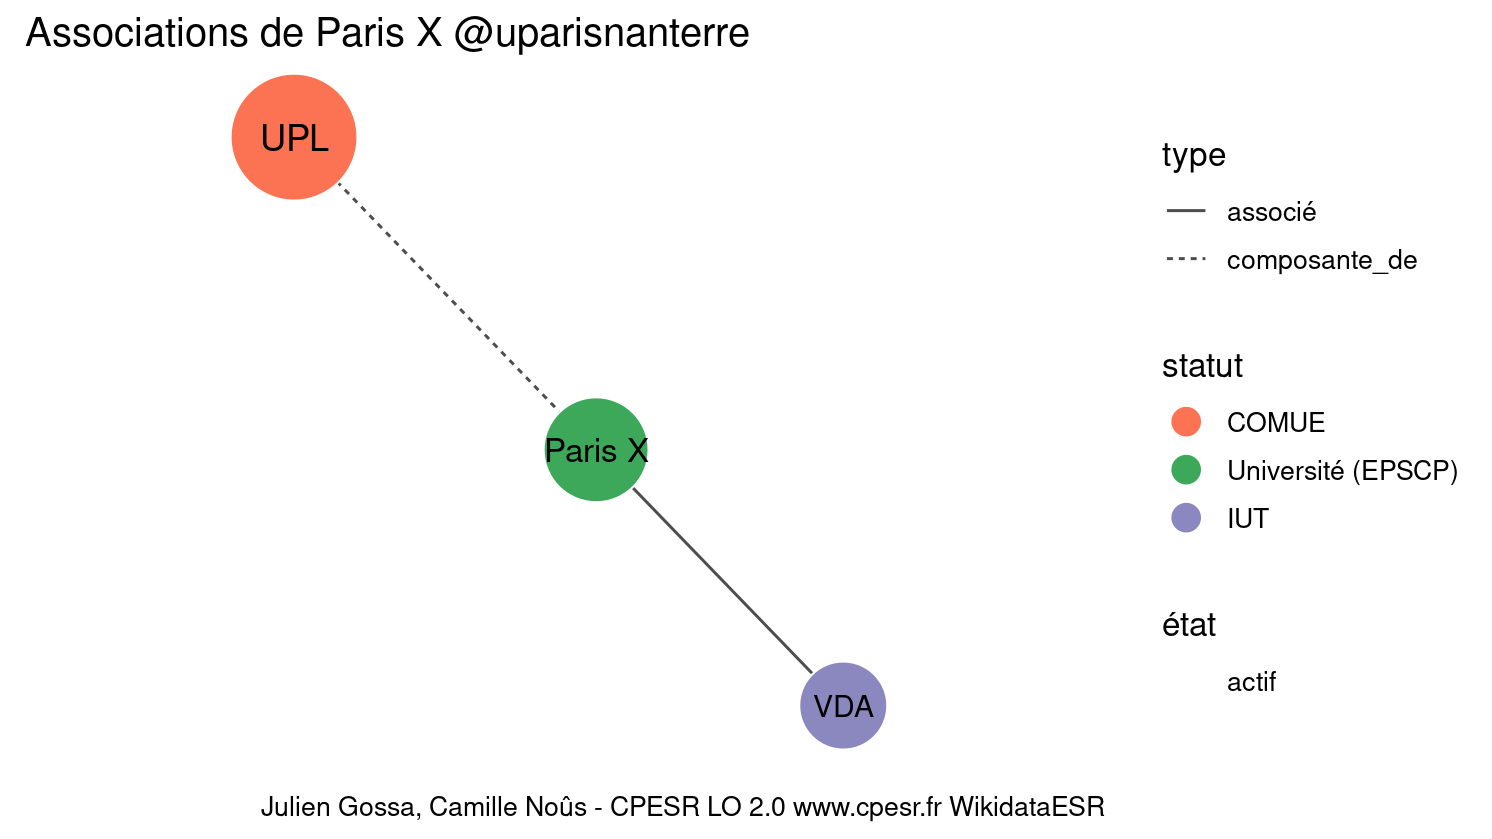 Associations de Paris X @uparisnanterre
UPL
Paris X
VDA
type
associé
composante_de
statut
COMUE
Université (EPSCP)
IUT
état
actif
Julien Gossa, Camille Noûs - CPESR LO 2.0 www.cpesr.fr WikidataESR